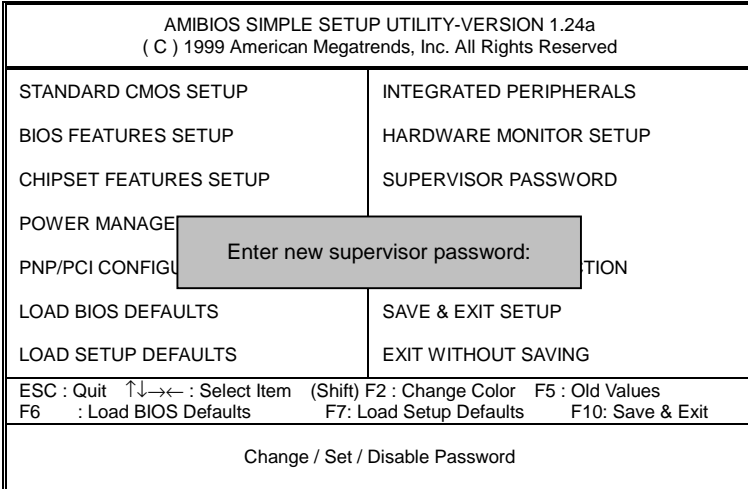 AMIBIOS SIMPLE SETUP UTILITY-VERSION 1.24a
( C ) 1999 American Megatrends, Inc. All Rights Reserved
STANDARD CMOS SETUP
INTEGRATED PERIPHERALS
BIOS FEATURES SETUP
HARDWARE MONITOR SETUP
CHIPSET FEATURES SETUP
SUPERVISOR PASSWORD
POWER MANAGE
Enter new supervisor password:
PNP/PCI CONFIGU
TION
LOAD BIOS DEFAULTS
SAVE & EXIT SETUP
LOAD SETUP DEFAULTS
EXIT WITHOUT SAVING
ESC : Quit ↑↓→← : Select Item (Shift) F2 : Change Color F5 : Old Values
F6 : Load BIOS Defaults F7: Load Setup Defaults F10: Save & Exit
Change / Set / Disable Password